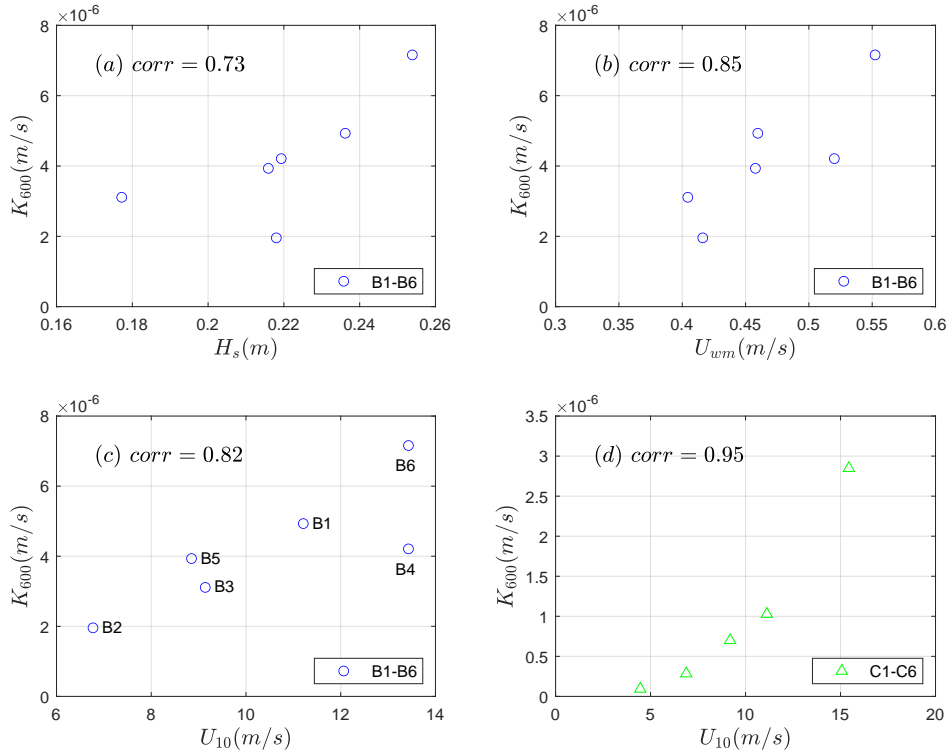 ×10^-6
8
(a) corr = 0.73
6
K_600(m/s)
4
2
B1-B6
0
0.16 0.18 0.2 0.22 0.24 0.26
H_s(m)
×10^-6
8
(b) corr = 0.85
6
K_600(m/s)
4
2
B1-B6
0
0.3 0.35 0.4 0.45 0.5 0.55 0.6
U_wm(m/s)
×10^-6
8
(c) corr = 0.82
B6
6
K_600(m/s)
B1
4
B5
B4
B3
2
B2
B1-B6
0
6 8 10 12 14
U_10(m/s)
×10^-6
3.5
(d) corr = 0.95
3
2.5
K_600(m/s)
2
1.5
1
0.5
C1-C6
0
0 5 10 15 20
U_10(m/s)